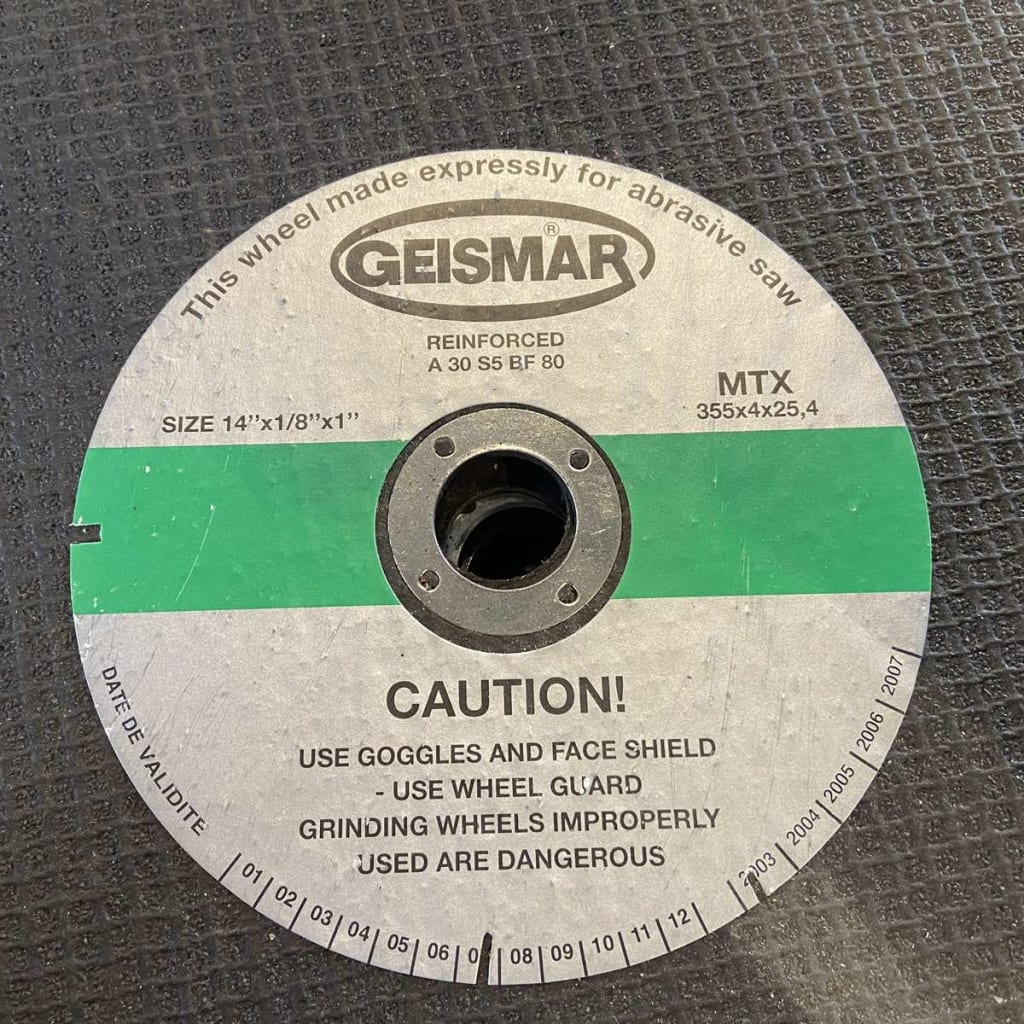 This wheel made expressly for abrasive saw
GEISMAR®
REINFORCED
A 30 S5 BF 80
MTX
355x4x25,4
SIZE 14’’x1/8’’x1’’
CAUTION!
USE GOGGLES AND FACE SHIELD
- USE WHEEL GUARD
GRINDING WHEELS IMPROPERLY
USED ARE DANGEROUS
DATE DE VALIDITE
01 02 03 04 05 06 08 09 10 11 12
2003 2004 2005 2006 2007